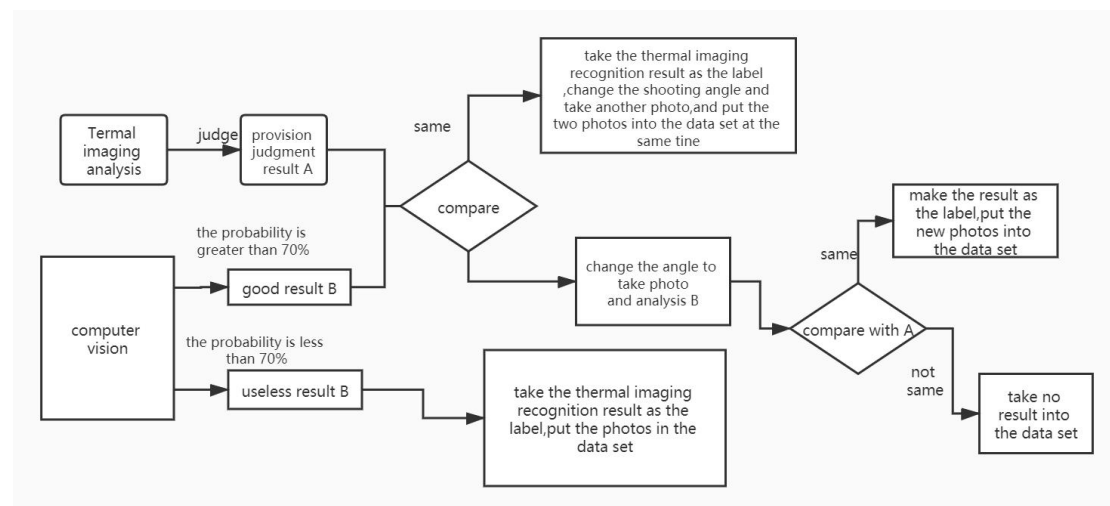 Termal
imaging
analysis
judge
provision
judgment
result A
same
take the thermal imaging
recognition result as the label
,change the shooting angle and
take another photo,and put the
two photos into the data set at the
same tine
compare
the probability is
greater than 70%
good result B
computer
vision
the probability is less
than 70%
useless result B
take the thermal imaging
recognition result as the
label,put the photos in the
data set
change the angle to
take photo
and analysis B
same
make the result as
the label,put the
new photos into
the data set
compare with A
not
same
take no
result into
the data set